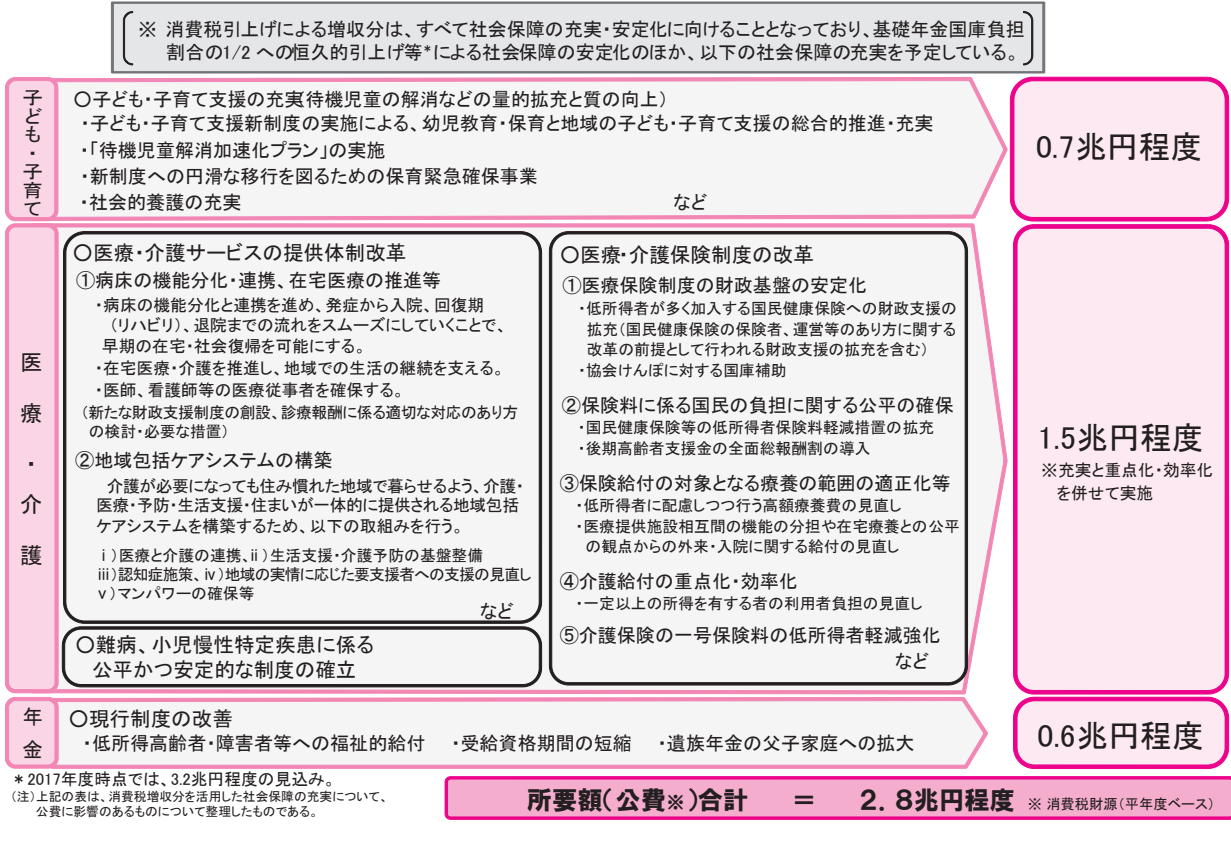 ※ 消費税引上げによる増収分は、すべて社会保障の充実・安定化に向けることとなっており、基礎年金国庫負担
割合の1/2 への恒久的引上げ等*による社会保障の安定化のほか、以下の社会保障の充実を予定している。
子ども・子育て
○子ども・子育て支援の充実(待機児童の解消などの量的拡充と質の向上)
・子ども・子育て支援新制度の実施による、幼児教育・保育と地域の子ども・子育て支援の総合的推進・充実
・「待機児童解消加速化プラン」の実施
・新制度への円滑な移行を図るための保育緊急確保事業
・社会的養護の充実 など
0.7兆円程度
医療・介護
○医療・介護サービスの提供体制改革
①病床の機能分化・連携、在宅医療の推進等
・病床の機能分化と連携を進め、発症から入院、回復期
(リハビリ)、退院までの流れをスムーズにしていくことで、
早期の在宅・社会復帰を可能にする。
・在宅医療・介護を推進し、地域での生活の継続を支える。
・医師、看護師等の医療従事者を確保する。
(新たな財政支援制度の創設、診療報酬に係る適切な対応のあり方
の検討・必要な措置)
②地域包括ケアシステムの構築
介護が必要になっても住み慣れた地域で暮らせるよう、介護・
医療・予防・生活支援・住まいが一体的に提供される地域包括
ケアシステムを構築するため、以下の取組みを行う。
ⅰ)医療と介護の連携、ⅱ)生活支援・介護予防の基盤整備
ⅲ)認知症施策、ⅳ)地域の実情に応じた要支援者への支援の見直し
ⅴ)マンパワーの確保等
など
○難病、小児慢性特定疾患に係る
公平かつ安定的な制度の確立
○医療・介護保険制度の改革
①医療保険制度の財政基盤の安定化
・低所得者が多く加入する国民健康保険への財政支援の
拡充(国民健康保険の保険者、運営等のあり方に関する
改革の前提として行われる財政支援の拡充を含む)
・協会けんぽに対する国庫補助
②保険料に係る国民の負担に関する公平の確保
・国民健康保険等の低所得者保険料軽減措置の拡充
・後期高齢者支援金の全面総報酬割の導入
③保険給付の対象となる療養の範囲の適正化等
・低所得者に配慮しつつ行う高額療養費の見直し
・医療提供施設相互間の機能の分担や在宅療養との公平
の観点からの外来・入院に関する給付の見直し
④介護給付の重点化・効率化
・一定以上の所得を有する者の利用者負担の見直し
⑤介護保険の一号保険料の低所得者軽減強化
など
1.5兆円程度
※充実と重点化・効率化
を併せて実施
年金
○現行制度の改善
・低所得高齢者・障害者等への福祉的給付 ・受給資格期間の短縮 ・遺族年金の父子家庭への拡大
0.6兆円程度
* 2017年度時点では、3.2兆円程度の見込み。
(注)上記の表は、消費税増収分を活用した社会保障の充実について、
公費に影響のあるものについて整理したものである。
所要額(公費※)合計 = 2.8兆円程度 ※ 消費税財源(平年度ベース)